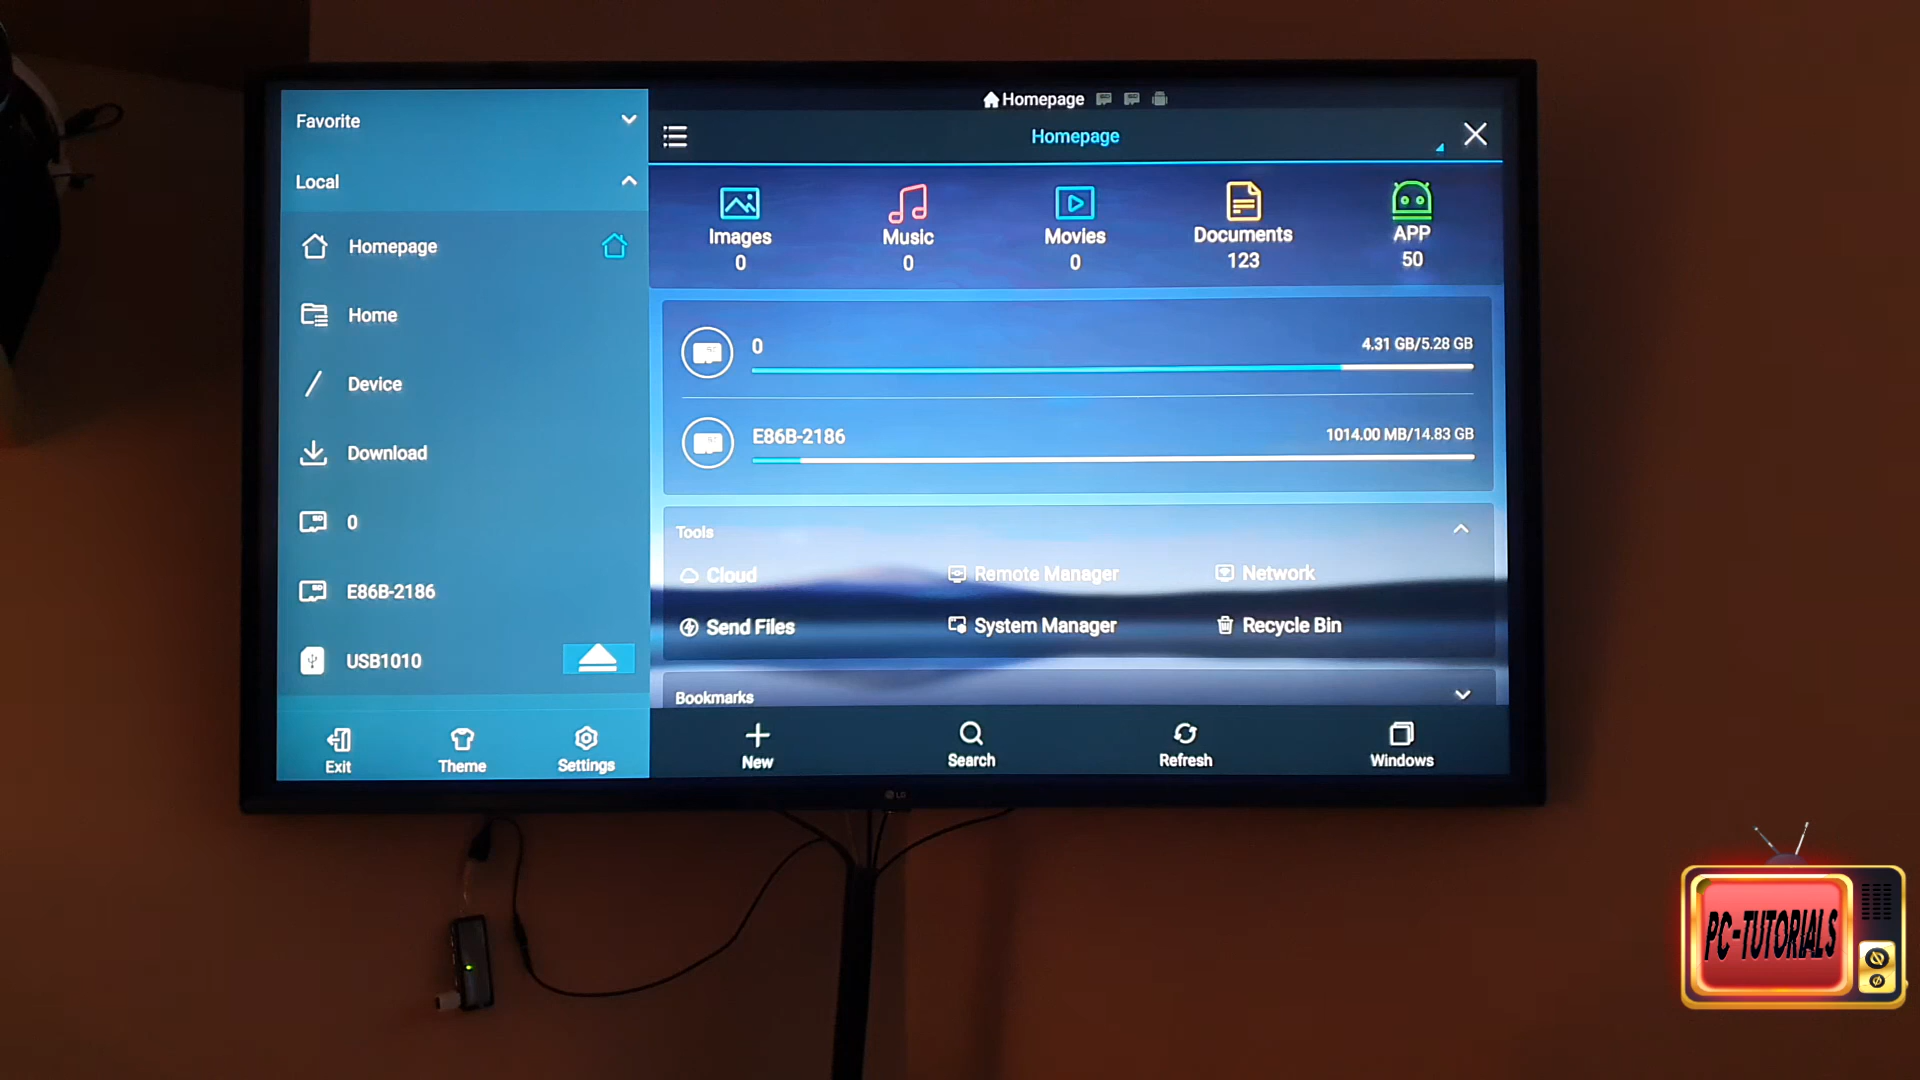 Favorite
Local
Homepage
Home
Device
Download
0
E86B-2186
USB1010
Exit
Theme
Settings
Homepage
Homepage
Images
0
Music
0
Movies
0
Documents
123
APP
50
0
4.31 GB/5.28 GB
E86B-2186
1014.00 MB/14.83 GB
Tools
Cloud
Remote Manager
Network
Send Files
System Manager
Recycle Bin
Bookmarks
New
Search
Refresh
Windows
LG
PC-TUTORIALS